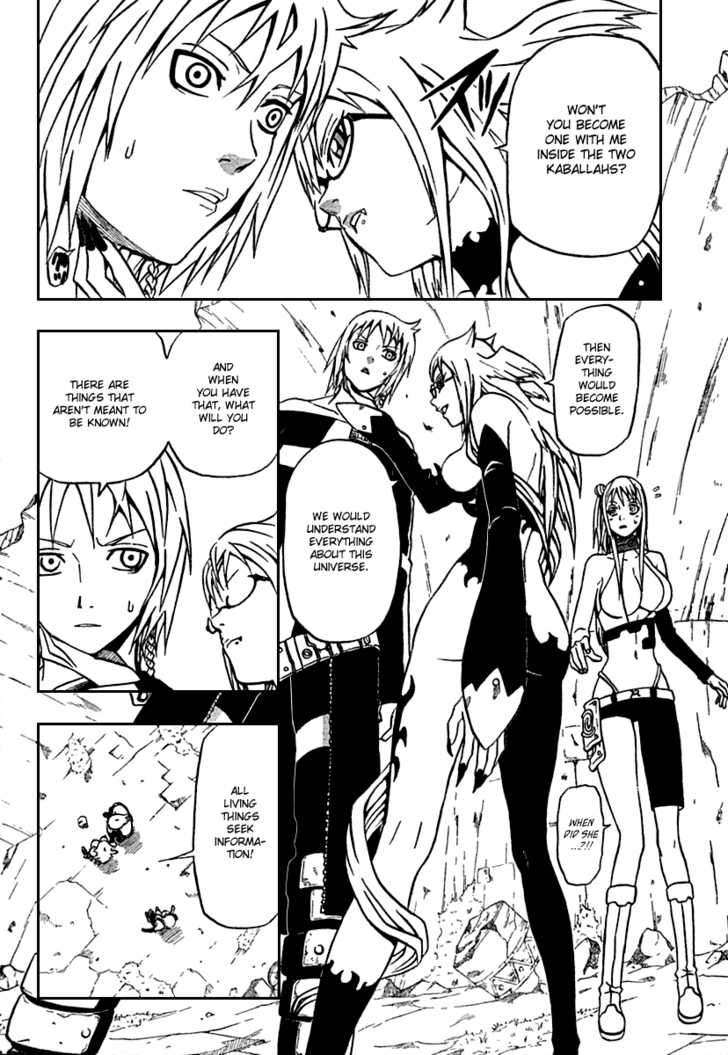 WON'T
YOU BECOME
ONE WITH ME
INSIDE THE TWO
KABALLAHS?
THEN
EVERY-
THING
WOULD
BECOME
POSSIBLE.
WE WOULD
UNDERSTAND
EVERYTHING
ABOUT THIS
UNIVERSE.
WHEN
DID SHE
...?!!
AND
WHEN
YOU HAVE
THAT, WHAT
WILL YOU
DO?
THERE ARE
THINGS THAT
AREN'T MEANT TO
BE KNOWN!
ALL
LIVING
THINGS
SEEK
INFORMA-
TION!